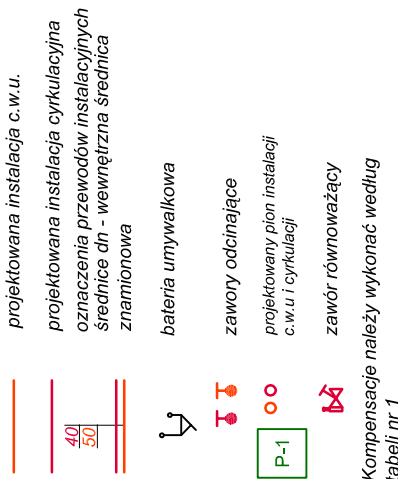 projektowana instalacja c.w.u.
projektowana instalacja cyrkulacyjna
40
50
oznaczenia przewodów instalacyjnych
średnice dn - wewnętrzna średnica
znamionowa
bateria umywalkowa
zawory odcinające
P-1
projektowany pion instalacji
c.w.u i cyrkulacji
zawór równoważący
Kompensacje należy wykonać według
tabeli nr 1